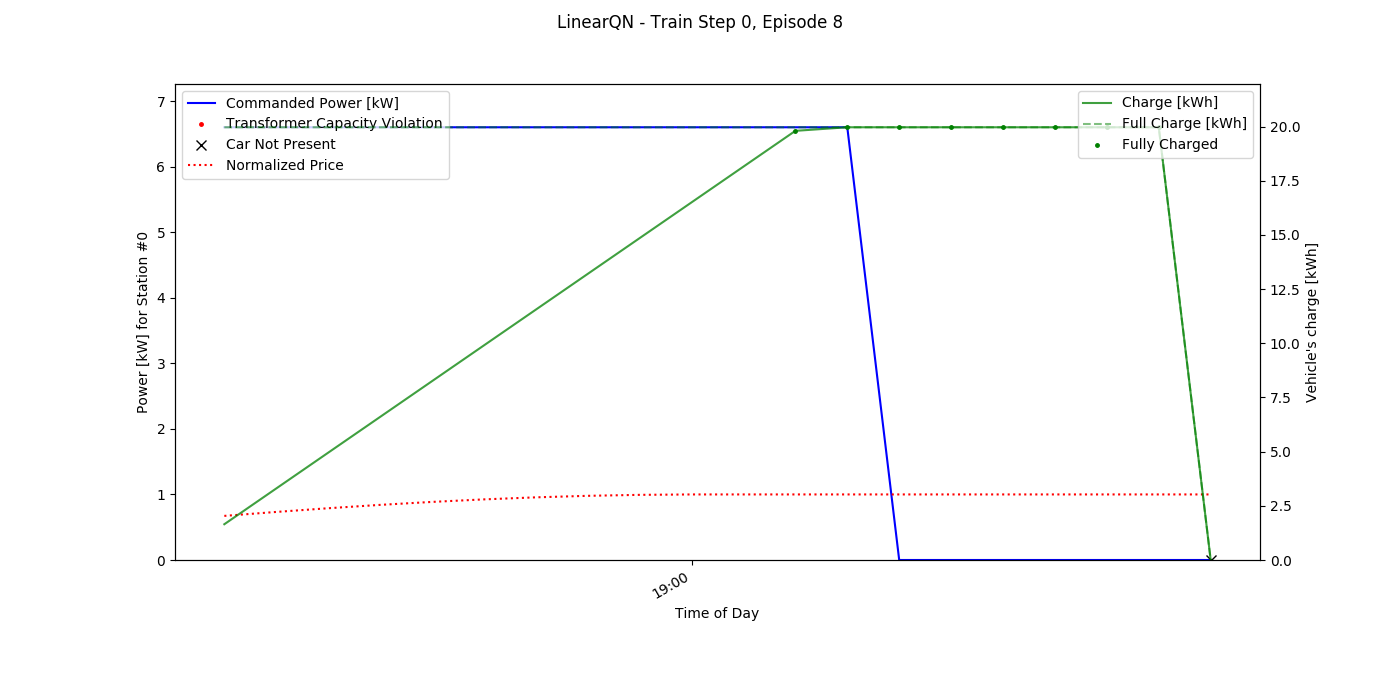 LinearQN - Train Step 0, Episode 8
Commanded Power [kW]
Transformer Capacity Violation
Car Not Present
Normalized Price
Charge [kWh]
Full Charge [kWh]
Fully Charged
Power [kW] for Station #0
7
6
5
4
3
2
1
0
20.0
17.5
15.0
12.5
10.0
7.5
5.0
2.5
0.0
Vehicle's charge [kWh]
19:00
Time of Day